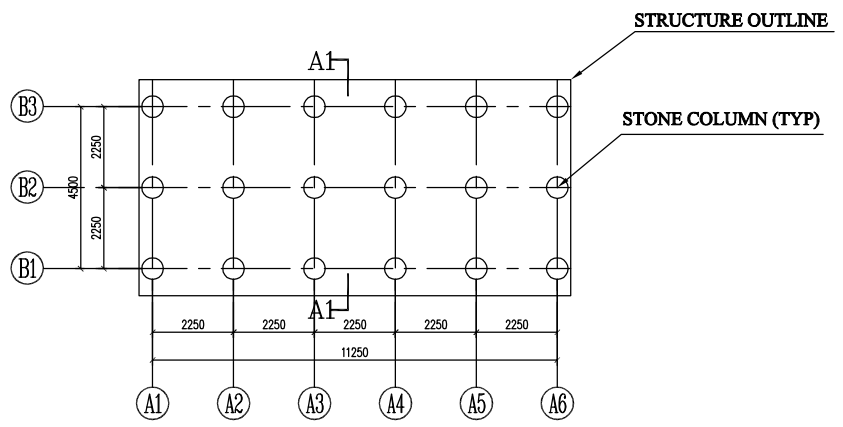 STRUCTURE OUTLINE
A1
B3
STONE COLUMN (TYP)
2250
B2
4500
2250
B1
A1
2250 2250 2250 2250 2250
11250
A1 A2 A3 A4 A5 A6